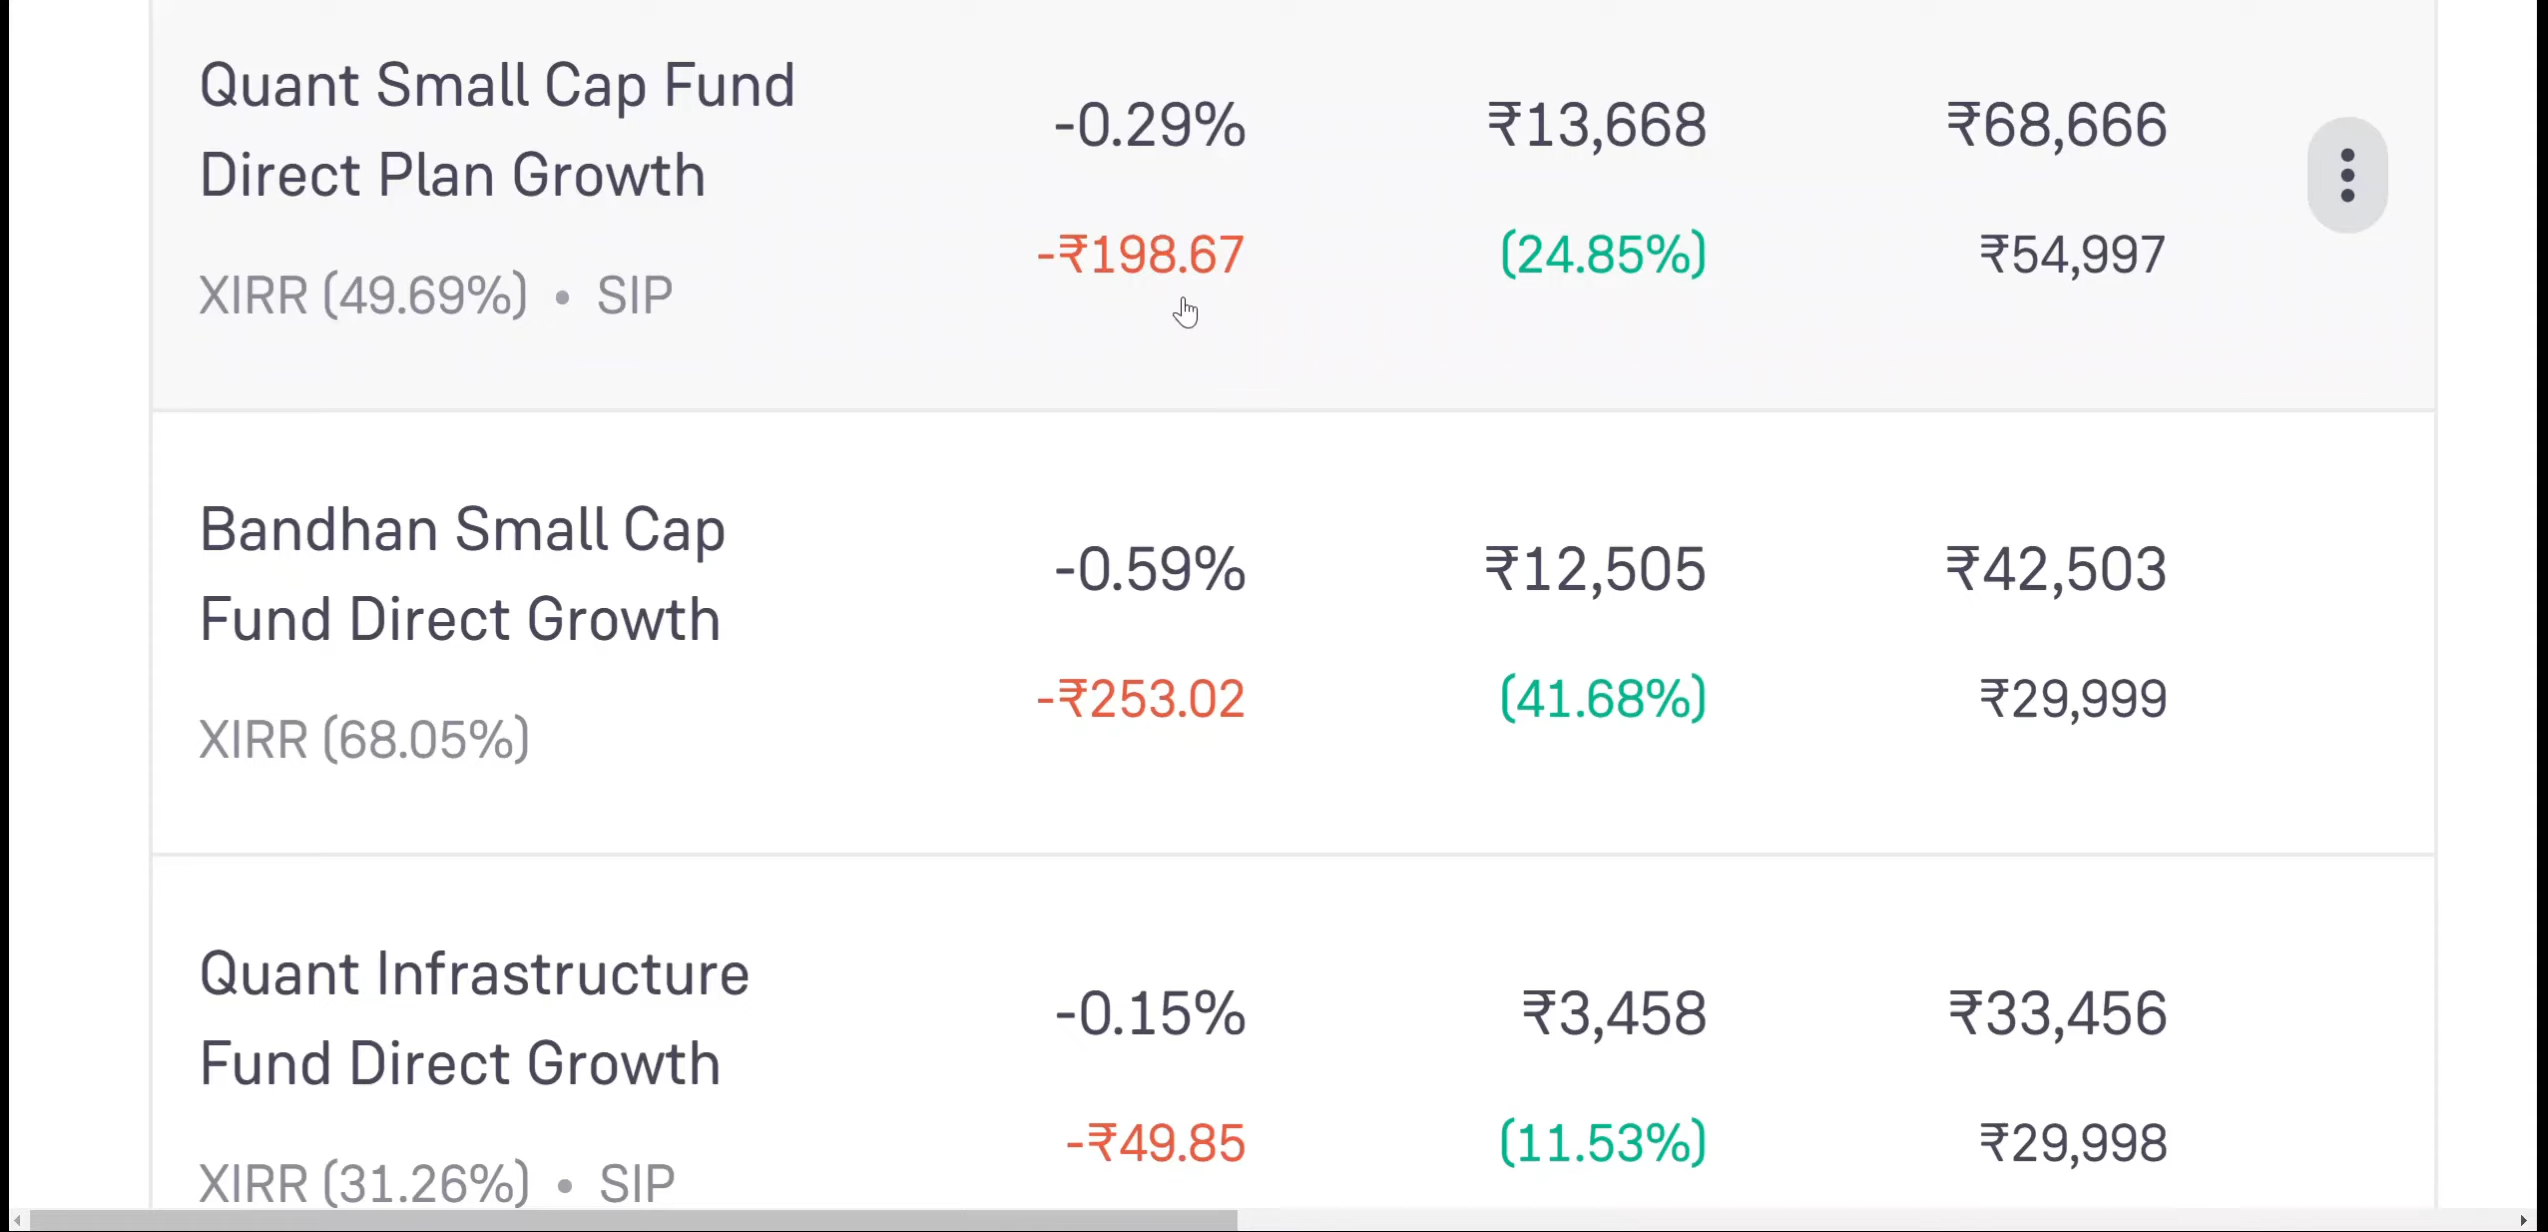 Quant Small Cap Fund
Direct Plan Growth
XIRR (49.69%) • SIP
-0.29%
-₹198.67
₹13,668
(24.85%)
₹68,666
₹54,997
Bandhan Small Cap
Fund Direct Growth
XIRR (68.05%)
-0.59%
-₹253.02
₹12,505
(41.68%)
₹42,503
₹29,999
Quant Infrastructure
Fund Direct Growth
XIRR (31.26%) • SIP
-0.15%
-₹49.85
₹3,458
(11.53%)
₹33,456
₹29,998